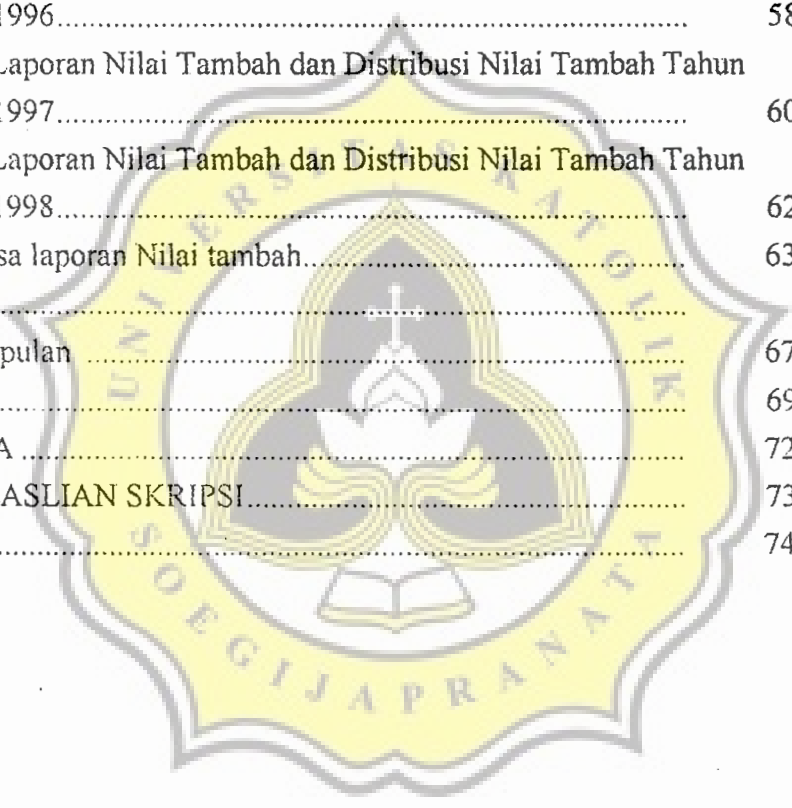 1996 58
Laporan Nilai Tambah dan Distribusi Nilai Tambah Tahun
1997 60
Laporan Nilai Tambah dan Distribusi Nilai Tambah Tahun
1998 62
sa laporan Nilai tambah 63
pulan 67
69
A 72
ASLIAN SKRIPSI 73
74
UNIVERSITAS KATOLIK
SOEGIJAPRANATA